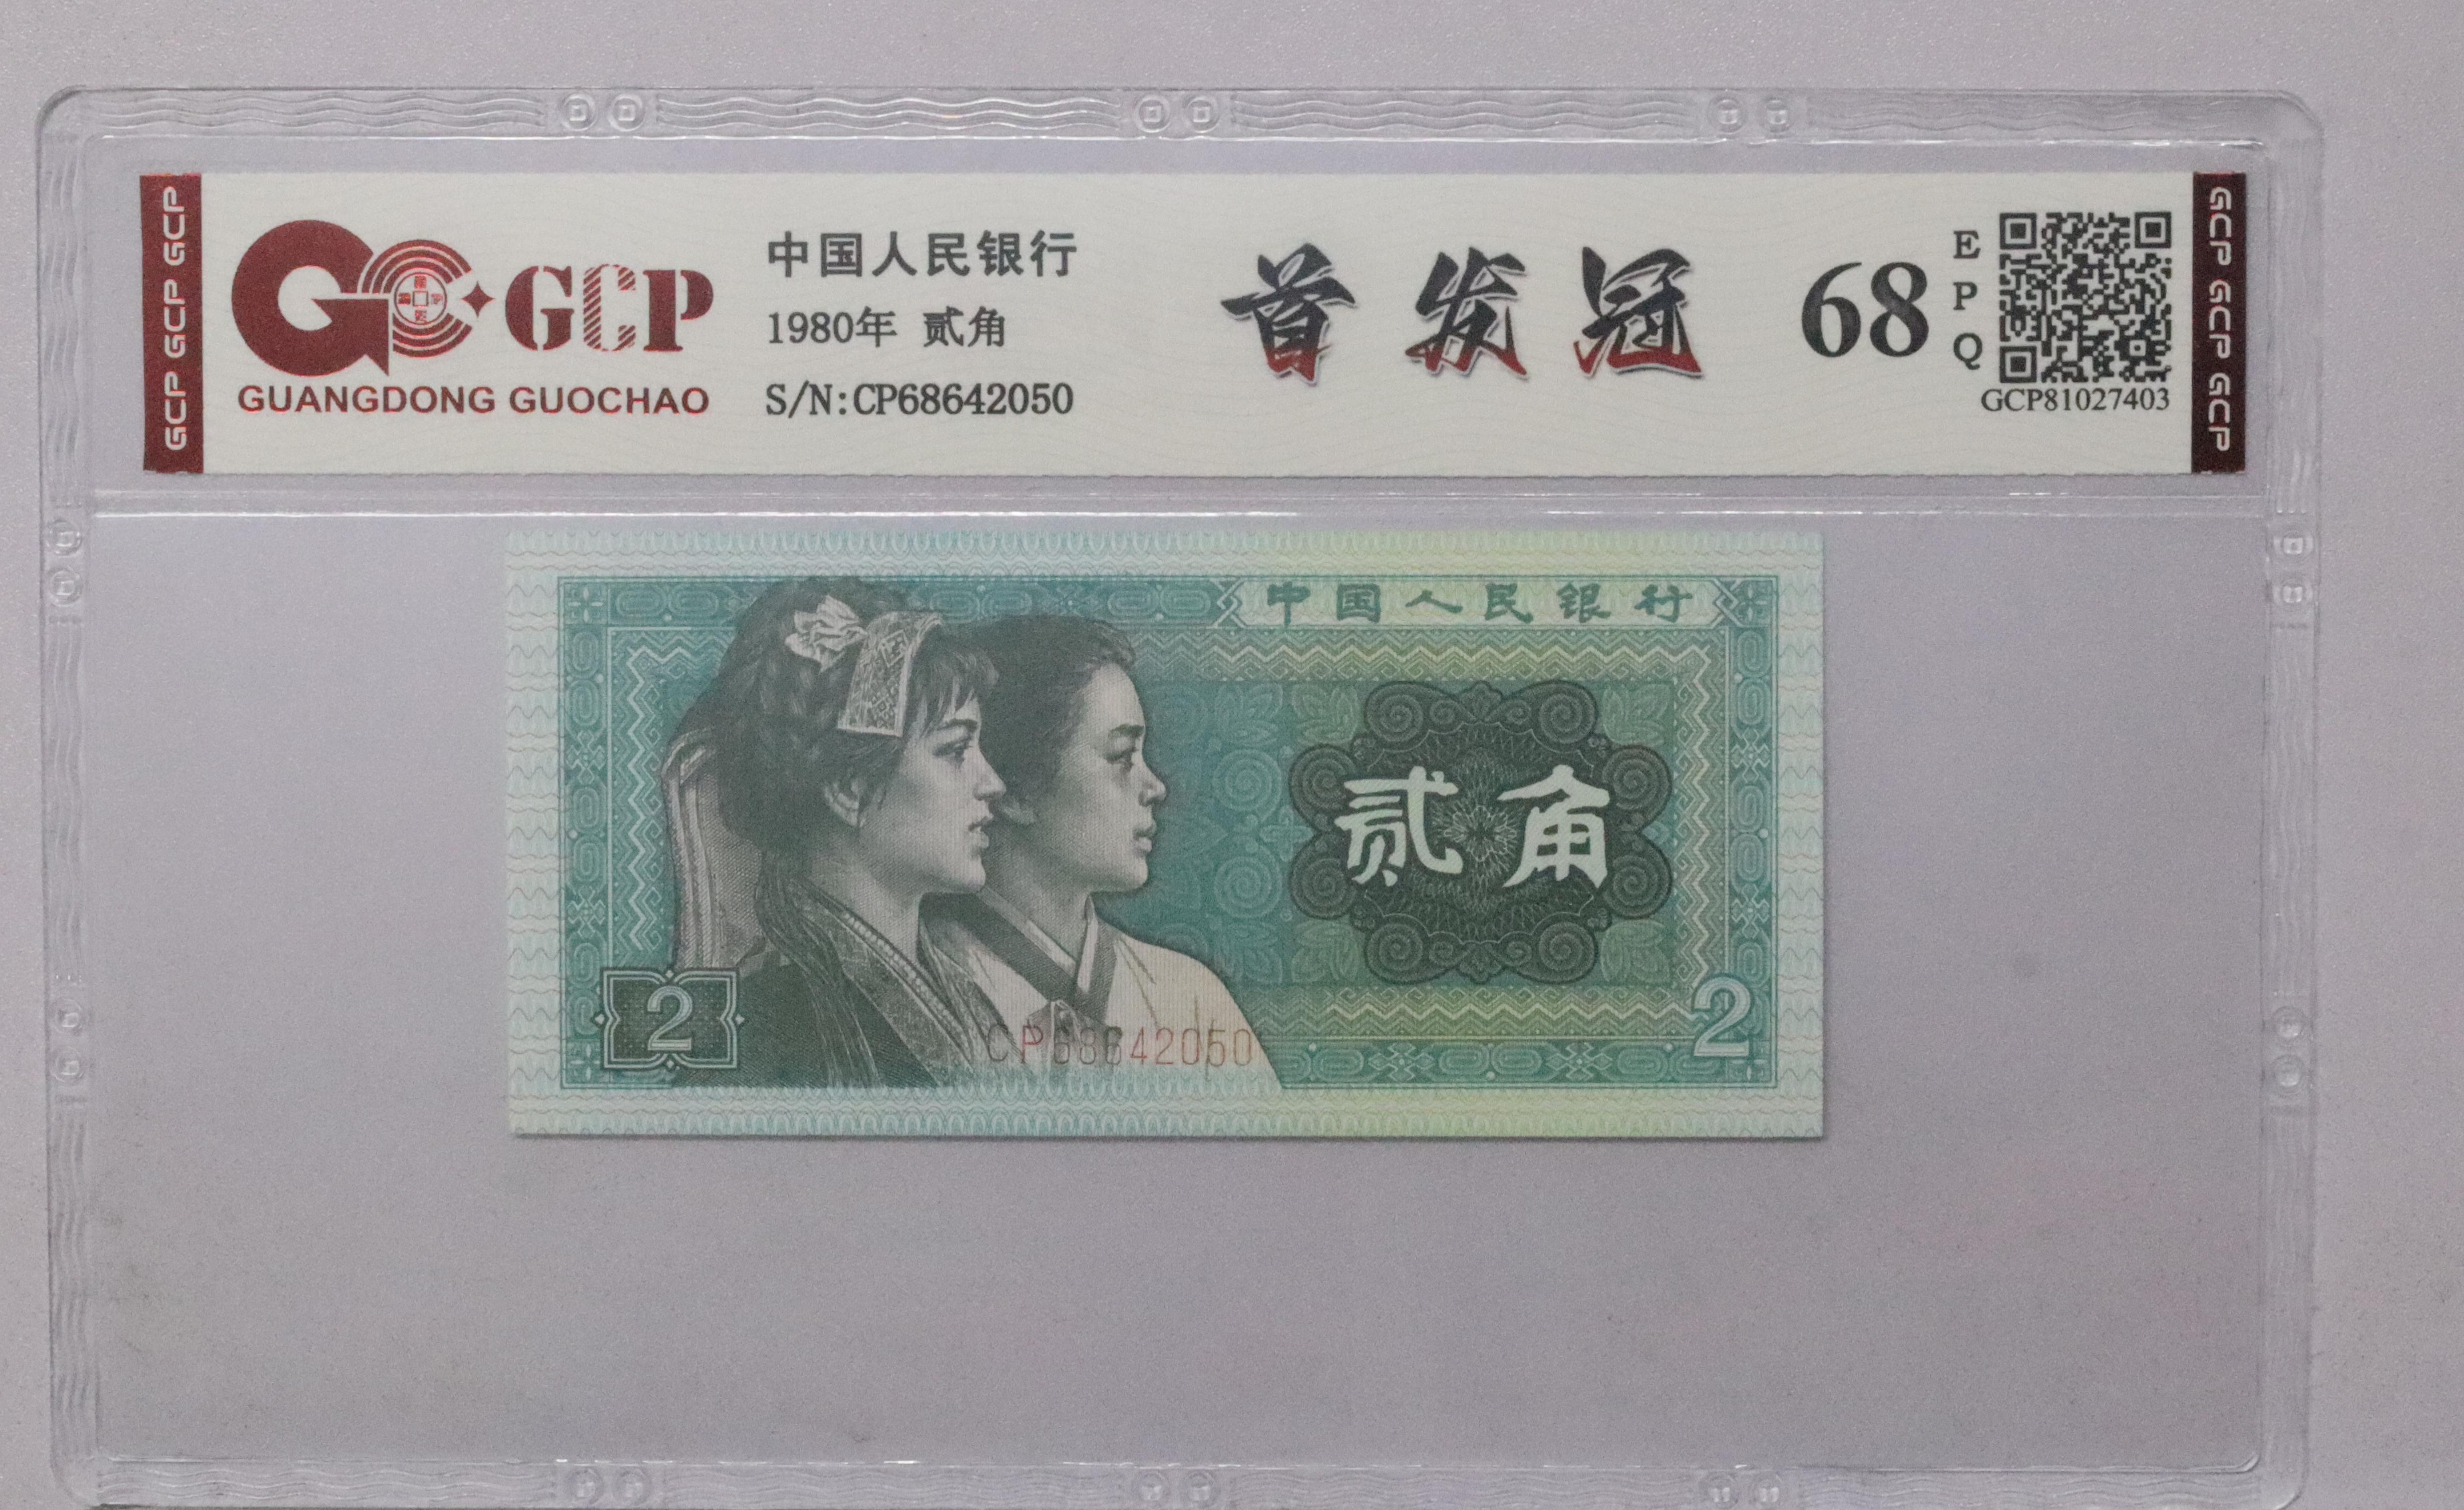 GCP GCP GCP
GCP
GUANGDONG GUOCHAO
中国人民银行
1980年 贰角
S/N:CP68642050
首发冠
68
EPQ
GCP81027403
GCP GCP GCP
中国人民银行
贰角
2
CP68642050
2